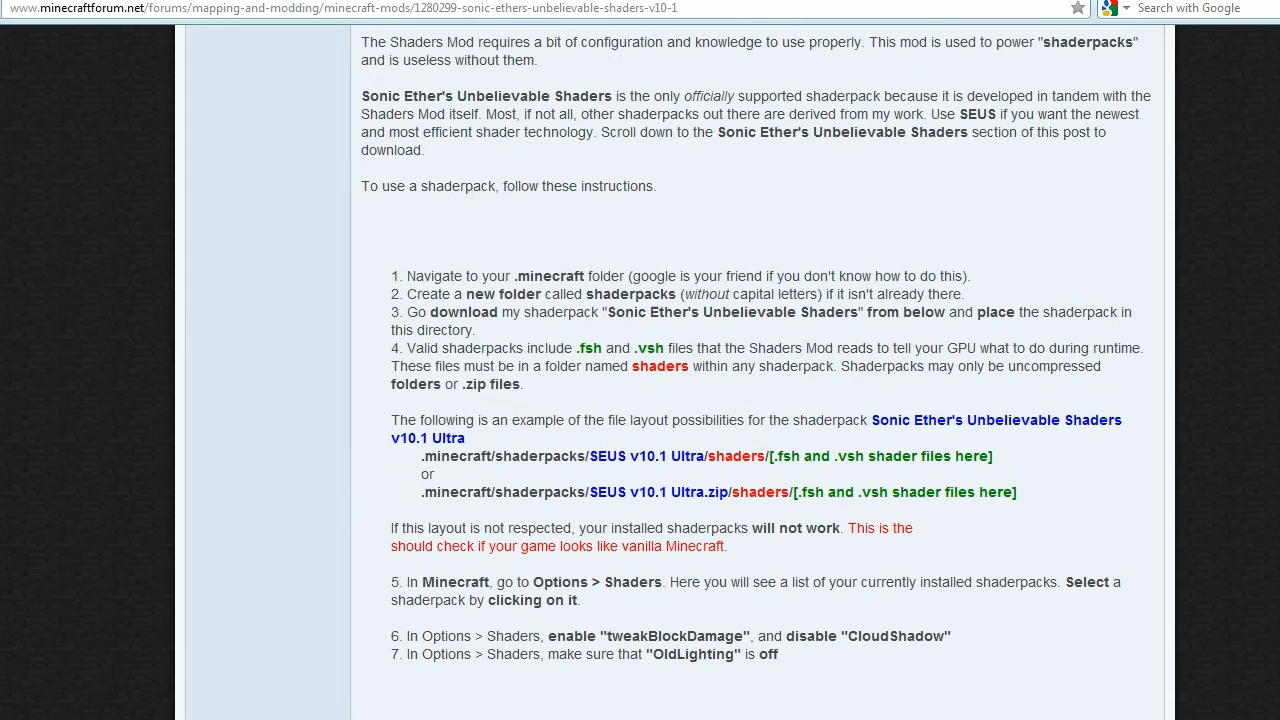 www.minecraftforum.net/forums/mapping-and-modding/minecraft-mods/1280299-sonic-ethers-unbelievable-shaders-v10-1
Search with Google
The Shaders Mod requires a bit of configuration and knowledge to use properly. This mod is used to power "shaderpacks"
and is useless without them.
Sonic Ether's Unbelievable Shaders is the only officially supported shaderpack because it is developed in tandem with the
Shaders Mod itself. Most, if not all, other shaderpacks out there are derived from my work. Use SEUS if you want the newest
and most efficient shader technology. Scroll down to the Sonic Ether's Unbelievable Shaders section of this post to
download.
To use a shaderpack, follow these instructions.
1. Navigate to your .minecraft folder (google is your friend if you don't know how to do this).
2. Create a new folder called shaderpacks (without capital letters) if it isn't already there.
3. Go download my shaderpack "Sonic Ether's Unbelievable Shaders" from below and place the shaderpack in
this directory.
4. Valid shaderpacks include .fsh and .vsh files that the Shaders Mod reads to tell your GPU what to do during runtime.
These files must be in a folder named shaders within any shaderpack. Shaderpacks may only be uncompressed
folders or .zip files.
The following is an example of the file layout possibilities for the shaderpack Sonic Ether's Unbelievable Shaders
v10.1 Ultra
.minecraft/shaderpacks/SEUS v10.1 Ultra/shaders/[.fsh and .vsh shader files here]
or
.minecraft/shaderpacks/SEUS v10.1 Ultra.zip/shaders/[.fsh and .vsh shader files here]
If this layout is not respected, your installed shaderpacks will not work. This is the
should check if your game looks like vanilla Minecraft.
5. In Minecraft, go to Options > Shaders. Here you will see a list of your currently installed shaderpacks. Select a
shaderpack by clicking on it.
6. In Options > Shaders, enable "tweakBlockDamage", and disable "CloudShadow"
7. In Options > Shaders, make sure that "OldLighting" is off